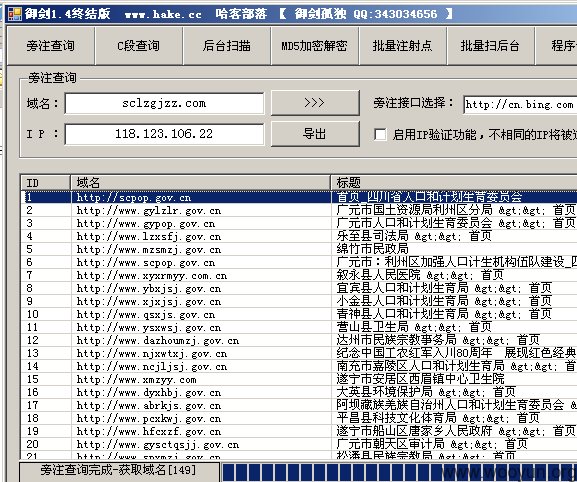 御剑1.4终结版 www.hake.cc 哈客部落 【 御剑孤独 QQ:343034656 】
旁注查询 C段查询 后台扫描 MD5加密解密 批量注射点 批量扫后台 程序
旁注查询
域名: sclzgjzz.com >>> 旁注接口选择: http://cn.bing.com
I P : 118.123.106.22 导出 启用IP验证功能，不相同的IP将被过
ID 域名 标题
1 http://scpop.gov.cn 首页_四川省人口和计划生育委员会
2 http://www.gylzlr.gov.cn 广元市国土资源局利州区分局 &gt;&gt; 首页
3 http://www.gypop.gov.cn 广元市人口和计划生育委员会 &gt;&gt; 首页
4 http://www.lzxsfj.gov.cn 乐至县司法局 &gt;&gt; 首页
5 http://www.mzsmzj.gov.cn 绵竹市民政局
6 http://www.scpop.gov.cn 广元市：利州区加强人口计生机构伍队建设_四
7 http://www.xyxrmyy.com.cn 叙永县人民医院 &gt;&gt; 首页
8 http://www.ybxjsj.gov.cn 宜宾县人口和计划生育局 &gt;&gt; 首页
9 http://www.xjxjsj.gov.cn 小金县人口和计划生育局 &gt;&gt; 首页
10 http://www.qsxjs.gov.cn 青神县人口和计划生育局 &gt;&gt; 首页
11 http://www.ysxwsj.gov.cn 营山县卫生局 &gt;&gt; 首页
12 http://www.dazhoumzj.gov.cn 达州市民族宗教事务局 &gt;&gt; 首页
13 http://www.njxwtxj.gov.cn 纪念中国工农红军入川80周年 展现红色经典
14 http://www.ncjljsj.gov.cn 南充市嘉陵区人口和计划生育局 &gt;&gt; 首页
15 http://www.xmzyy.com 遂宁市安居区西眉镇中心卫生院
16 http://www.dyxhbj.gov.cn 大英县环境保护局 &gt;&gt; 首页
17 http://www.abrkjs.gov.cn 阿坝藏族羌族自治州人口和计划生育委员会 &
18 http://www.pcxkwj.gov.cn 平昌县科技文化体育局 &gt;&gt; 首页
19 http://www.hfcxzf.gov.cn 遂宁市船山区唐家乡人民政府 &gt;&gt; 首页
20 http://www.gysctqsjj.gov.cn 广元市朝天区审计局 &gt;&gt; 首页
21 松潘县民族宗教局 &gt;&gt; 首页
旁注查询完成-获取域名[149]
www.wooyun.org